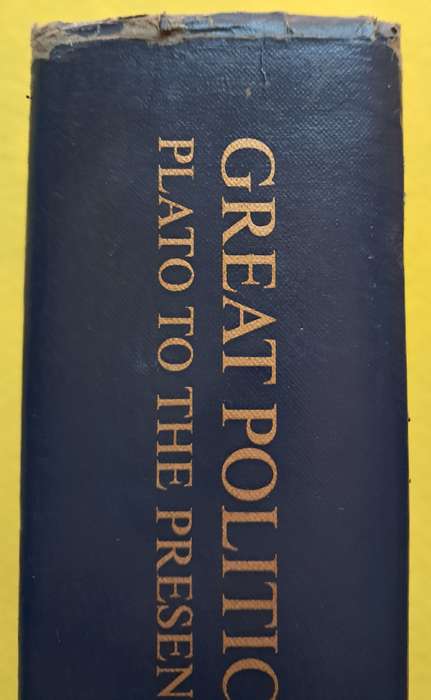 GREAT POLITIC
PLATO TO THE PRESEN